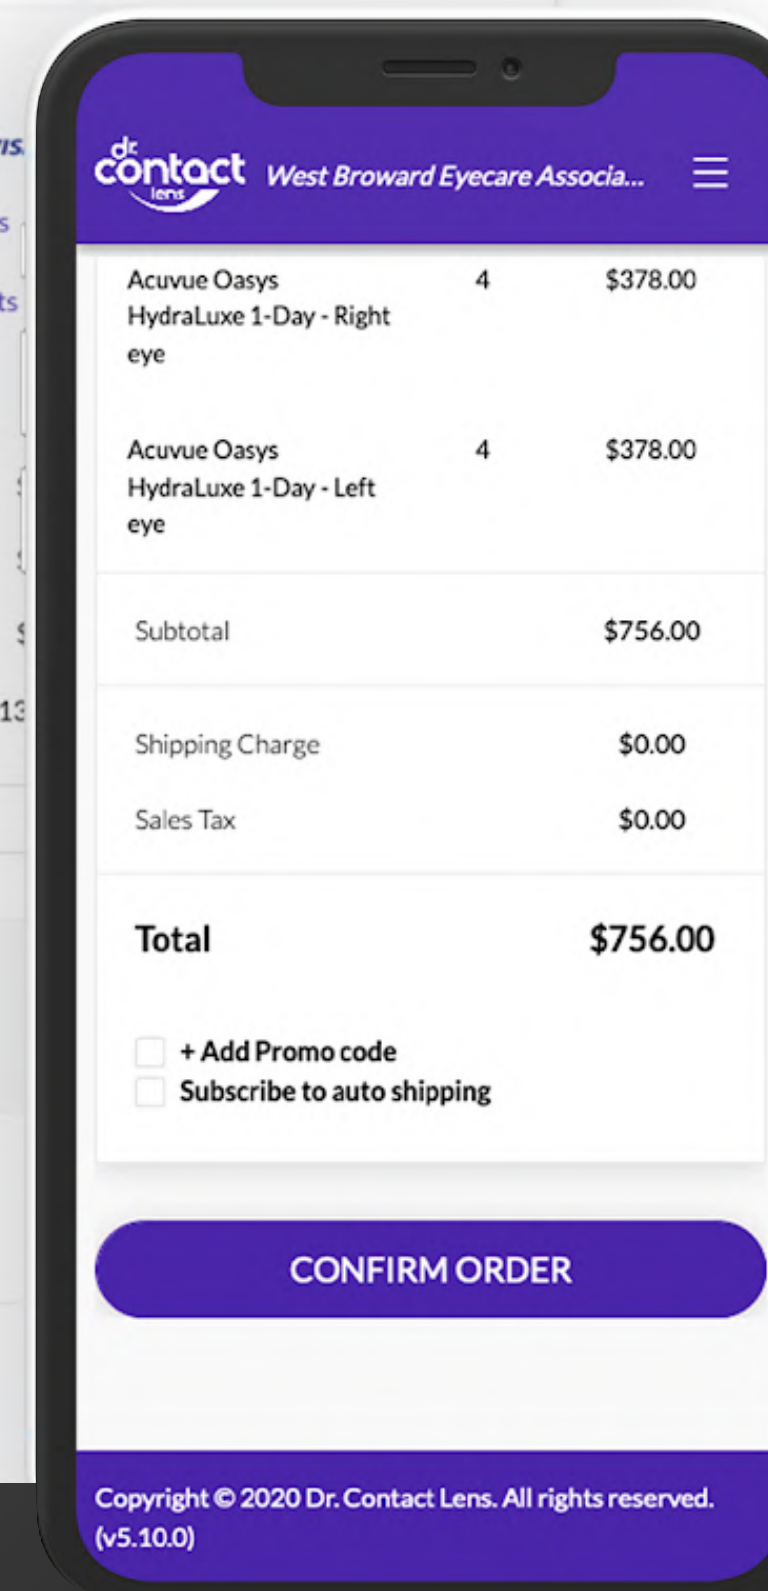 dr.
contact
lens
West Broward Eyecare Associa...
Acuvue Oasys 4 $378.00
HydraLuxe 1-Day - Right
eye
Acuvue Oasys 4 $378.00
HydraLuxe 1-Day - Left
eye
Subtotal $756.00
Shipping Charge $0.00
Sales Tax $0.00
Total $756.00
+ Add Promo code
Subscribe to auto shipping
CONFIRM ORDER
Copyright © 2020 Dr. Contact Lens. All rights reserved.
(v5.10.0)
13